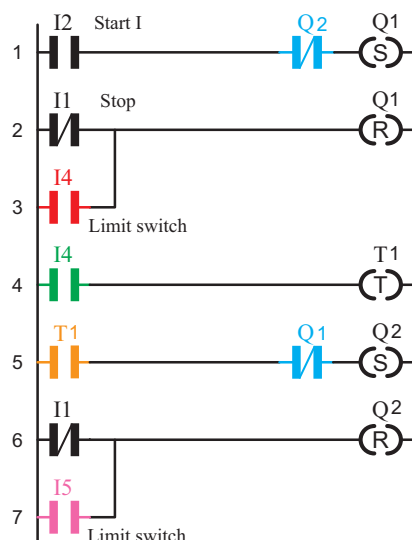 I2 Start I Q2 Q1
1 S
I1 Stop Q1
2 R
I4
3
Limit switch
I4 T1
4 T
T1 Q1 Q2
5 S
I1 Q2
6 R
I5
7
Limit switch